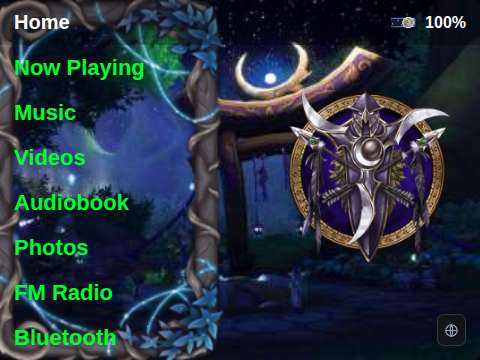 Home
100%
Now Playing
Music
Videos
Audiobook
Photos
FM Radio
Bluetooth